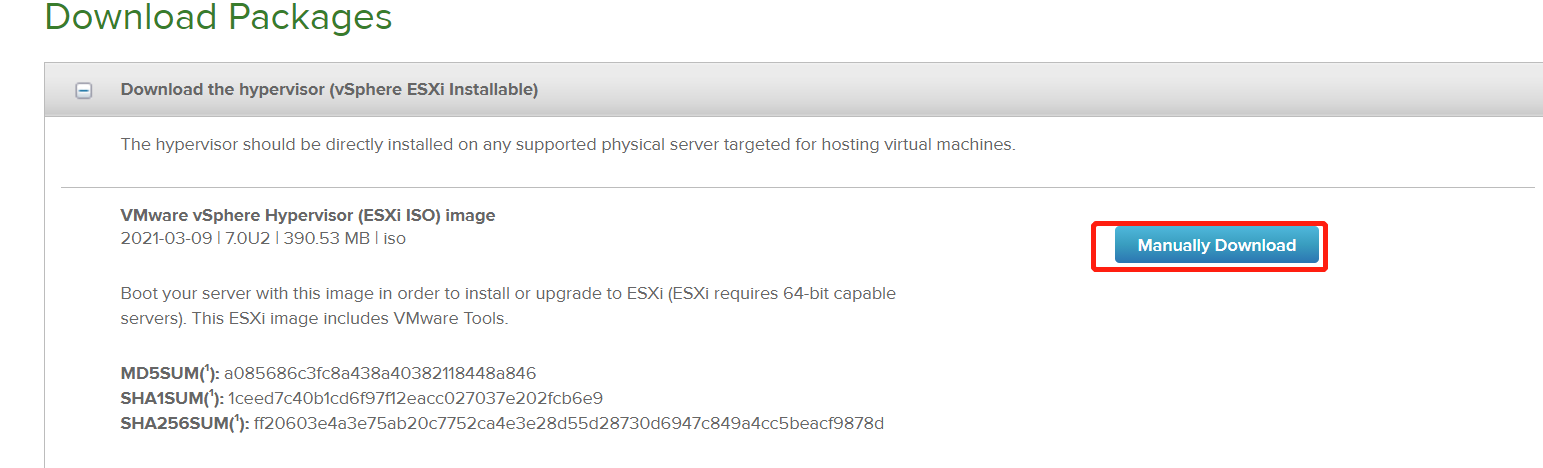 Download Packages
Download the hypervisor (vSphere ESXi Installable)
The hypervisor should be directly installed on any supported physical server targeted for hosting virtual machines.
VMware vSphere Hypervisor (ESXi ISO) image
2021-03-09 | 7.0U2 | 390.53 MB | iso
Manually Download
Boot your server with this image in order to install or upgrade to ESXi (ESXi requires 64-bit capable
servers). This ESXi image includes VMware Tools.
MD5SUM(¹): a085686c3fc8a438a40382118448a846
SHA1SUM(¹): 1ceed7c40b1cd6f97f12eacc027037e202fcb6e9
SHA256SUM(¹): ff20603e4a3e75ab20c7752ca4e3e28d55d28730d6947c849a4cc5beacf9878d